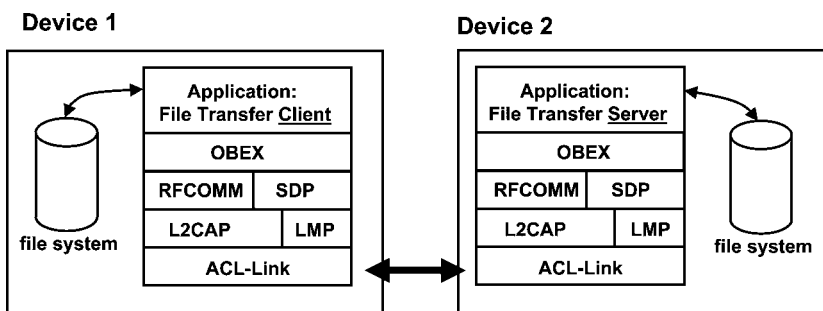 Device 1
Device 2
Application:
File Transfer Client
OBEX
RFCOMM
SDP
L2CAP
LMP
ACL-Link
file system
Application:
File Transfer Server
OBEX
RFCOMM
SDP
L2CAP
LMP
ACL-Link
file system